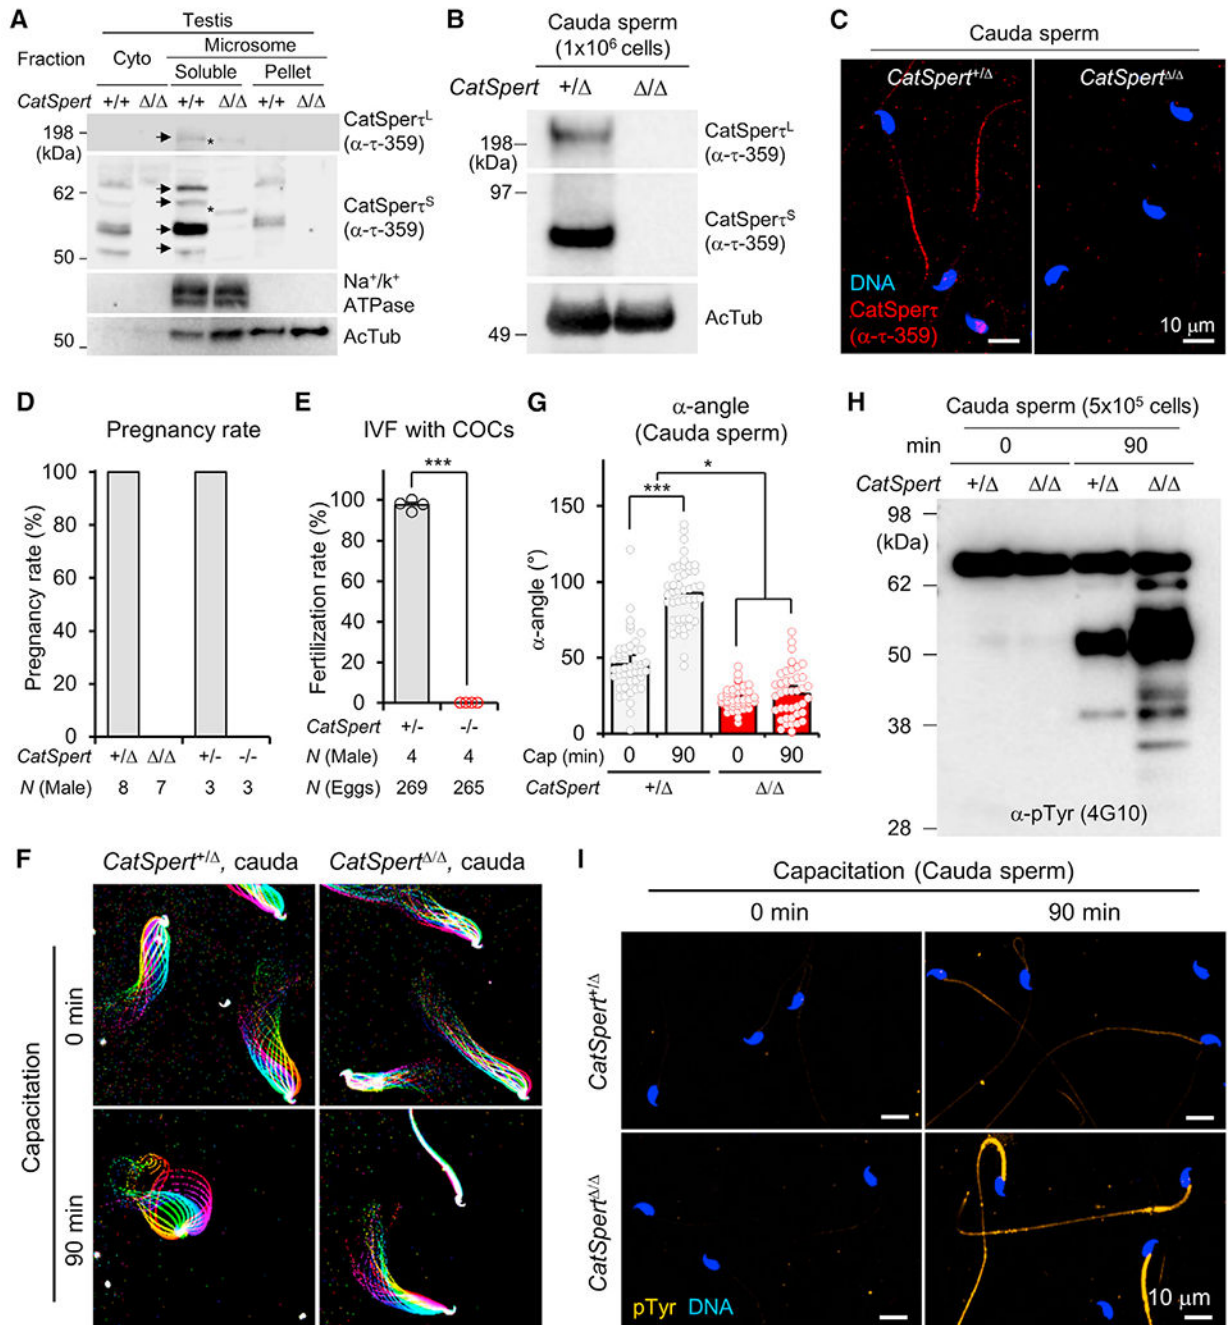 A
Testis
Fraction
Cyto
Microsome
Soluble
Pellet
CatSpert
+/+ Δ/Δ +/+ Δ/Δ +/+ Δ/Δ
198
(kDa)
*
CatSperτL
(α-τ-359)
62
*
CatSperτS
(α-τ-359)
50
Na+/k+
ATPase
50
AcTub
B
Cauda sperm
(1x106 cells)
CatSpert
+/Δ Δ/Δ
198
(kDa)
CatSperτL
(α-τ-359)
97
CatSperτS
(α-τ-359)
49
AcTub
C
Cauda sperm
CatSpert+/Δ
CatSpertΔ/Δ
DNA
CatSperτ
(α-τ-359)
10 μm
D
Pregnancy rate
Pregnancy rate (%)
100
80
60
40
20
0
CatSpert
+/Δ Δ/Δ +/- -/-
N (Male)
8 7 3 3
E
IVF with COCs
***
Fertilization rate (%)
100
80
60
40
20
0
CatSpert
+/- -/-
N (Male)
4 4
N (Eggs)
269 265
G
α-angle
(Cauda sperm)
*
***
α-angle (°)
150
100
50
0
Cap (min)
0 90 0 90
CatSpert
+/Δ Δ/Δ
H
Cauda sperm (5x105 cells)
min
0 90
CatSpert
+/Δ Δ/Δ +/Δ Δ/Δ
98
(kDa)
62
50
38
28
α-pTyr (4G10)
F
CatSpert+/Δ, cauda
CatSpertΔ/Δ, cauda
Capacitation
0 min
90 min
I
Capacitation (Cauda sperm)
0 min
90 min
CatSpert+/Δ
CatSpertΔ/Δ
pTyr DNA
10 μm